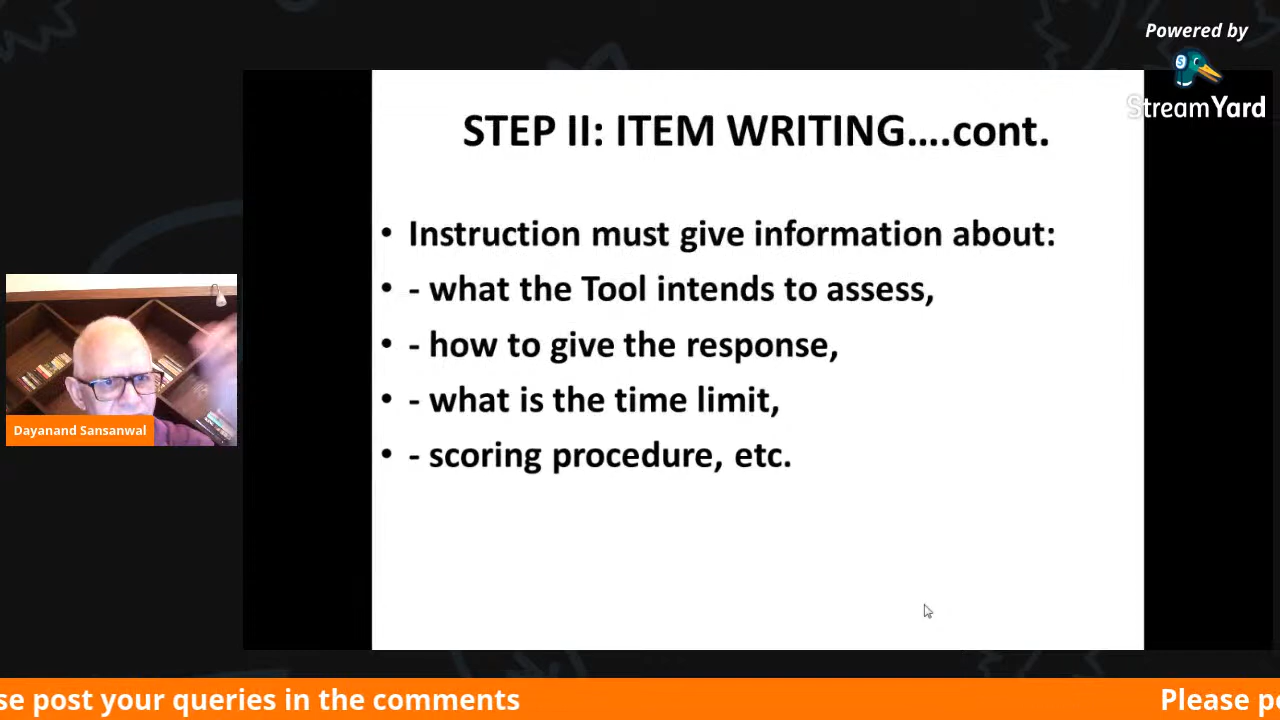 Powered by
StreamYard
STEP II: ITEM WRITING....cont.
• Instruction must give information about:
• - what the Tool intends to assess,
• - how to give the response,
• - what is the time limit,
• - scoring procedure, etc.
Dayanand Sansanwal
se post your queries in the comments
Please po